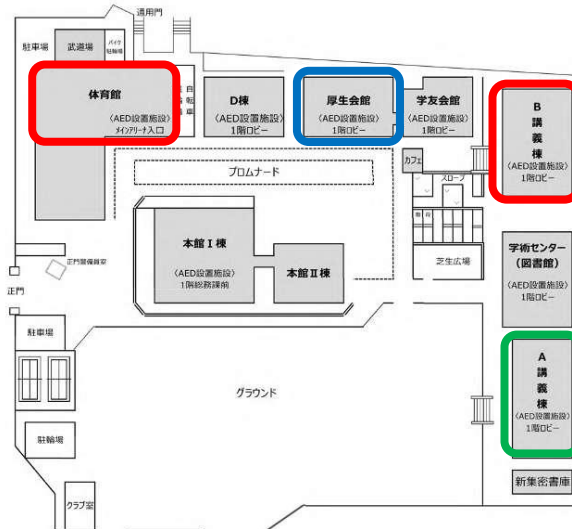 通用門
駐車場
武道場
バイク
駐輪場
体育館
〈AED設置施設〉
メインアリーナ入口
自転車
D棟
〈AED設置施設〉
1階ロビー
厚生会館
〈AED設置施設〉
1階ロビー
学友会館
〈AED設置施設〉
1階ロビー
B講義棟
〈AED設置施設〉
1階ロビー
カフェ
スロープ
プロムナード
本館Ⅰ棟
〈AED設置施設〉
1階総務課前
本館Ⅱ棟
芝生広場
学術センター
(図書館)
〈AED設置施設〉
1階ロビー
正門警備員室
正門
駐車場
A講義棟
〈AED設置施設〉
1階ロビー
グラウンド
駐輪場
新集密書庫
クラブ室